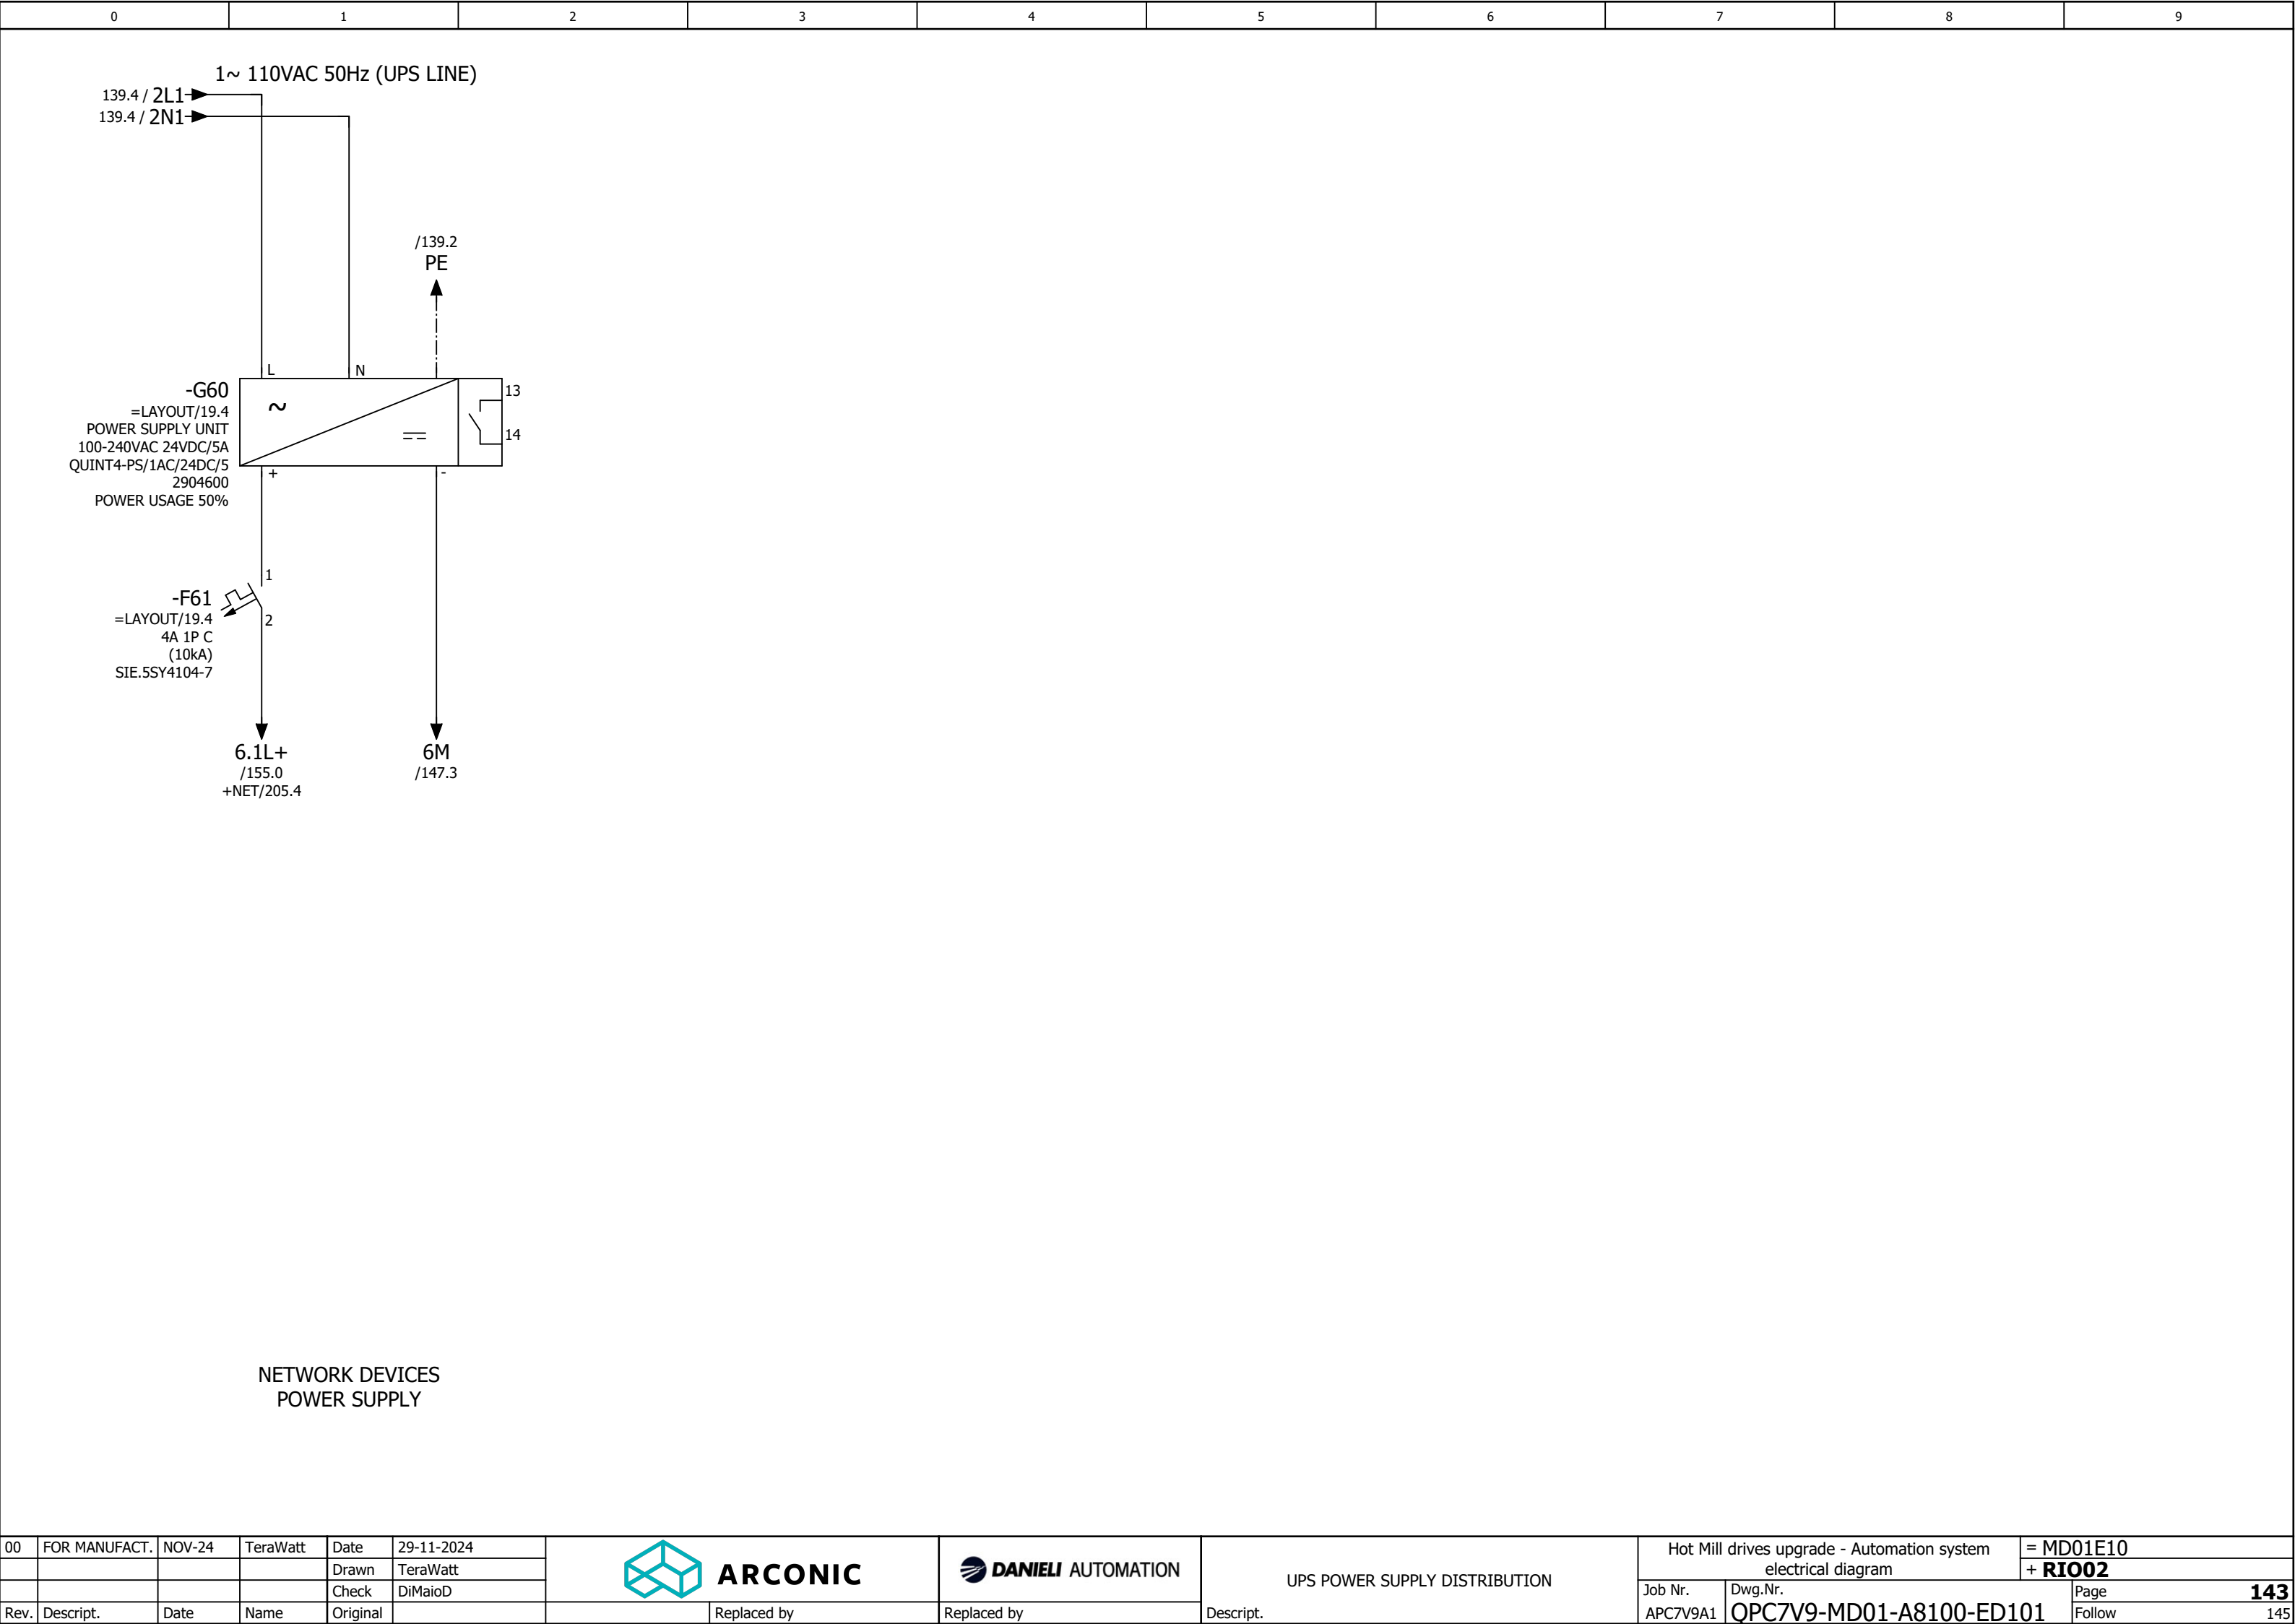 0 1 2 3 4 5 6 7 8 9
1~ 110VAC 50Hz (UPS LINE)
139.4 / 2L1
139.4 / 2N1
/139.2
PE
L N
-G60
=LAYOUT/19.4
POWER SUPPLY UNIT
100-240VAC 24VDC/5A
QUINT4-PS/1AC/24DC/5
2904600
POWER USAGE 50%
~
13
14
+ -
1
-F61
=LAYOUT/19.4
4A 1P C
(10kA)
SIE.5SY4104-7
2
6.1L+
/155.0
+NET/205.4
6M
/147.3
NETWORK DEVICES
POWER SUPPLY
00 FOR MANUFACT. NOV-24 TeraWatt Date 29-11-2024
Drawn TeraWatt
Check DiMaioD
Rev. Descript. Date Name Original
ARCONIC
Replaced by
DANIELI AUTOMATION
Replaced by
UPS POWER SUPPLY DISTRIBUTION
Descript.
Hot Mill drives upgrade - Automation system
electrical diagram
= MD01E10
+ RIO02
Job Nr. Dwg.Nr.
APC7V9A1 QPC7V9-MD01-A8100-ED101
Page 143
Follow 145